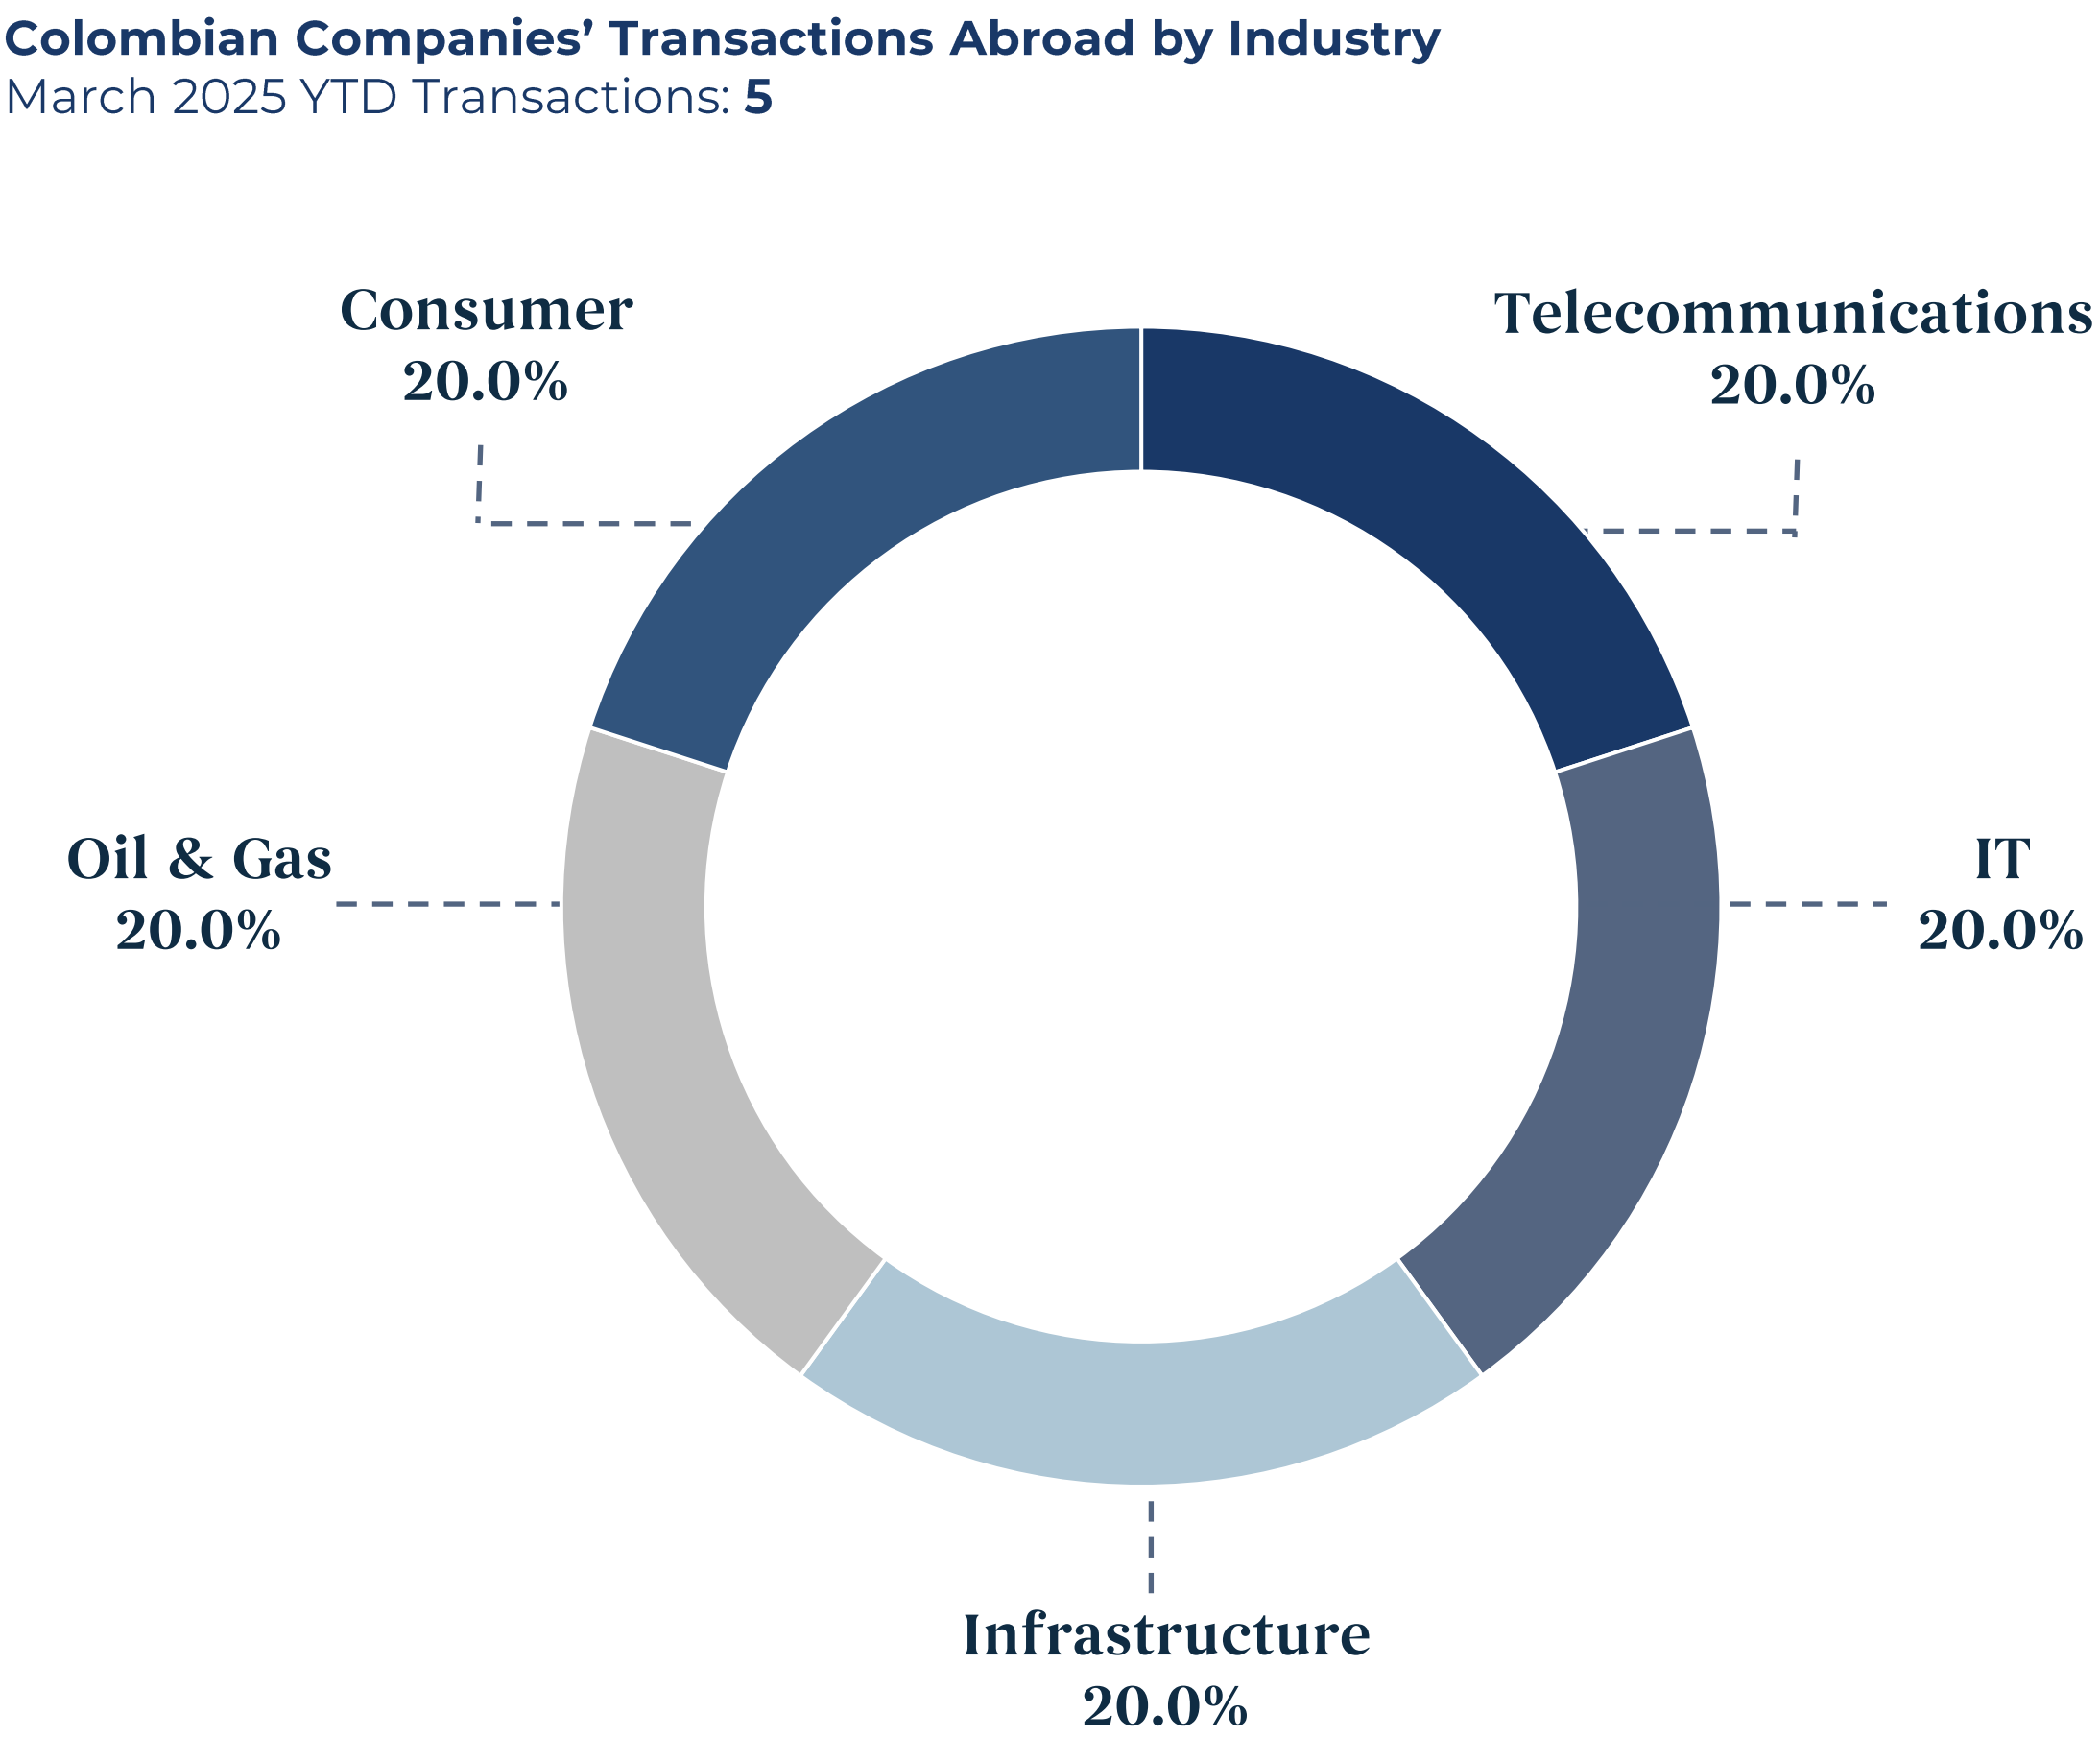 Colombian Companies’ Transactions Abroad by Industry
March 2025 YTD Transactions: 5
Consumer
20.0%
Telecommunications
20.0%
Oil & Gas
20.0%
IT
20.0%
Infrastructure
20.0%